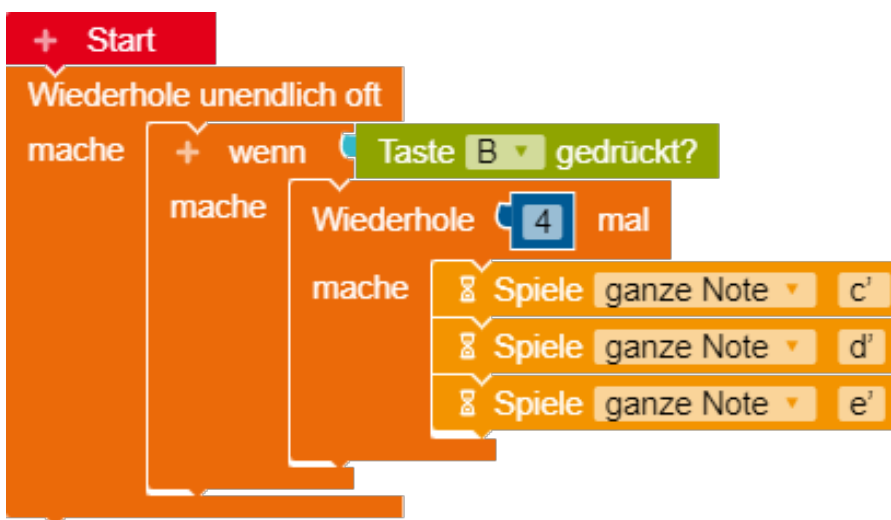 + Start
Wiederhole unendlich oft
mache + wenn Taste B gedrückt?
mache Wiederhole 4 mal
mache Spiele ganze Note c'
Spiele ganze Note d'
Spiele ganze Note e'